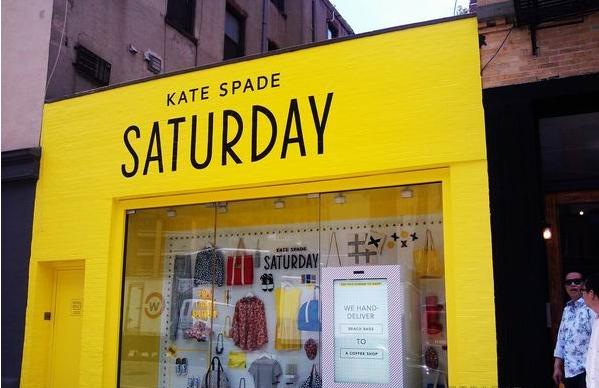 KATE SPADE
SATURDAY
KATE SPADE
SATURDAY
WE HAND-
DELIVER
BEACH BAGS
TO
A COFFEE SHOP
W